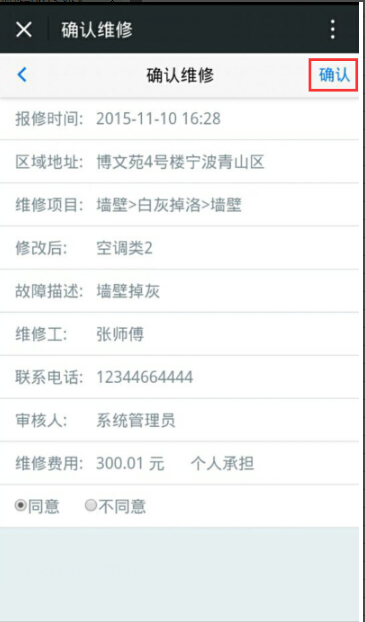 确认维修
确认维修 确认
报修时间: 2015-11-10 16:28
区域地址: 博文苑4号楼宁波青山区
维修项目: 墙壁>白灰掉洛>墙壁
修改后: 空调类2
故障描述: 墙壁掉灰
维修工: 张师傅
联系电话: 12344664444
审核人: 系统管理员
维修费用: 300.01 元 个人承担
同意 不同意